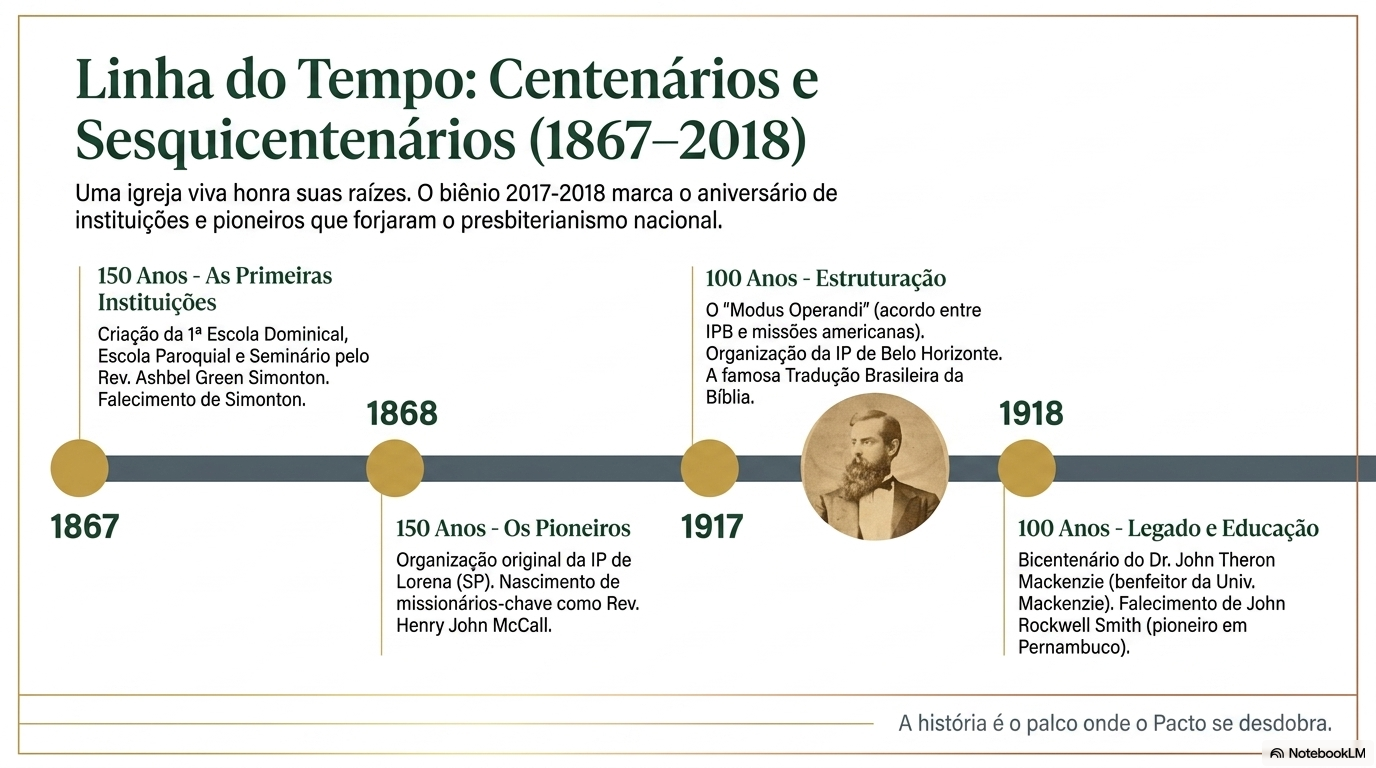 Linha do Tempo: Centenários e
Sesquicentenários (1867–2018)
Uma igreja viva honra suas raízes. O biênio 2017-2018 marca o aniversário de
instituições e pioneiros que forjaram o presbiterianismo nacional.
150 Anos - As Primeiras
Instituições
Criação da 1ª Escola Dominical,
Escola Paroquial e Seminário pelo
Rev. Ashbel Green Simonton.
Falecimento de Simonton.
1867
1868
150 Anos - Os Pioneiros
Organização original da IP de
Lorena (SP). Nascimento de
missionários-chave como Rev.
Henry John McCall.
100 Anos - Estruturação
O "Modus Operandi" (acordo entre
IPB e missões americanas).
Organização da IP de Belo Horizonte.
A famosa Tradução Brasileira da
Bíblia.
1917
1918
100 Anos - Legado e Educação
Bicentenário do Dr. John Theron
Mackenzie (benfeitor da Univ.
Mackenzie). Falecimento de John
Rockwell Smith (pioneiro em
Pernambuco).
A história é o palco onde o Pacto se desdobra.
NotebookLM